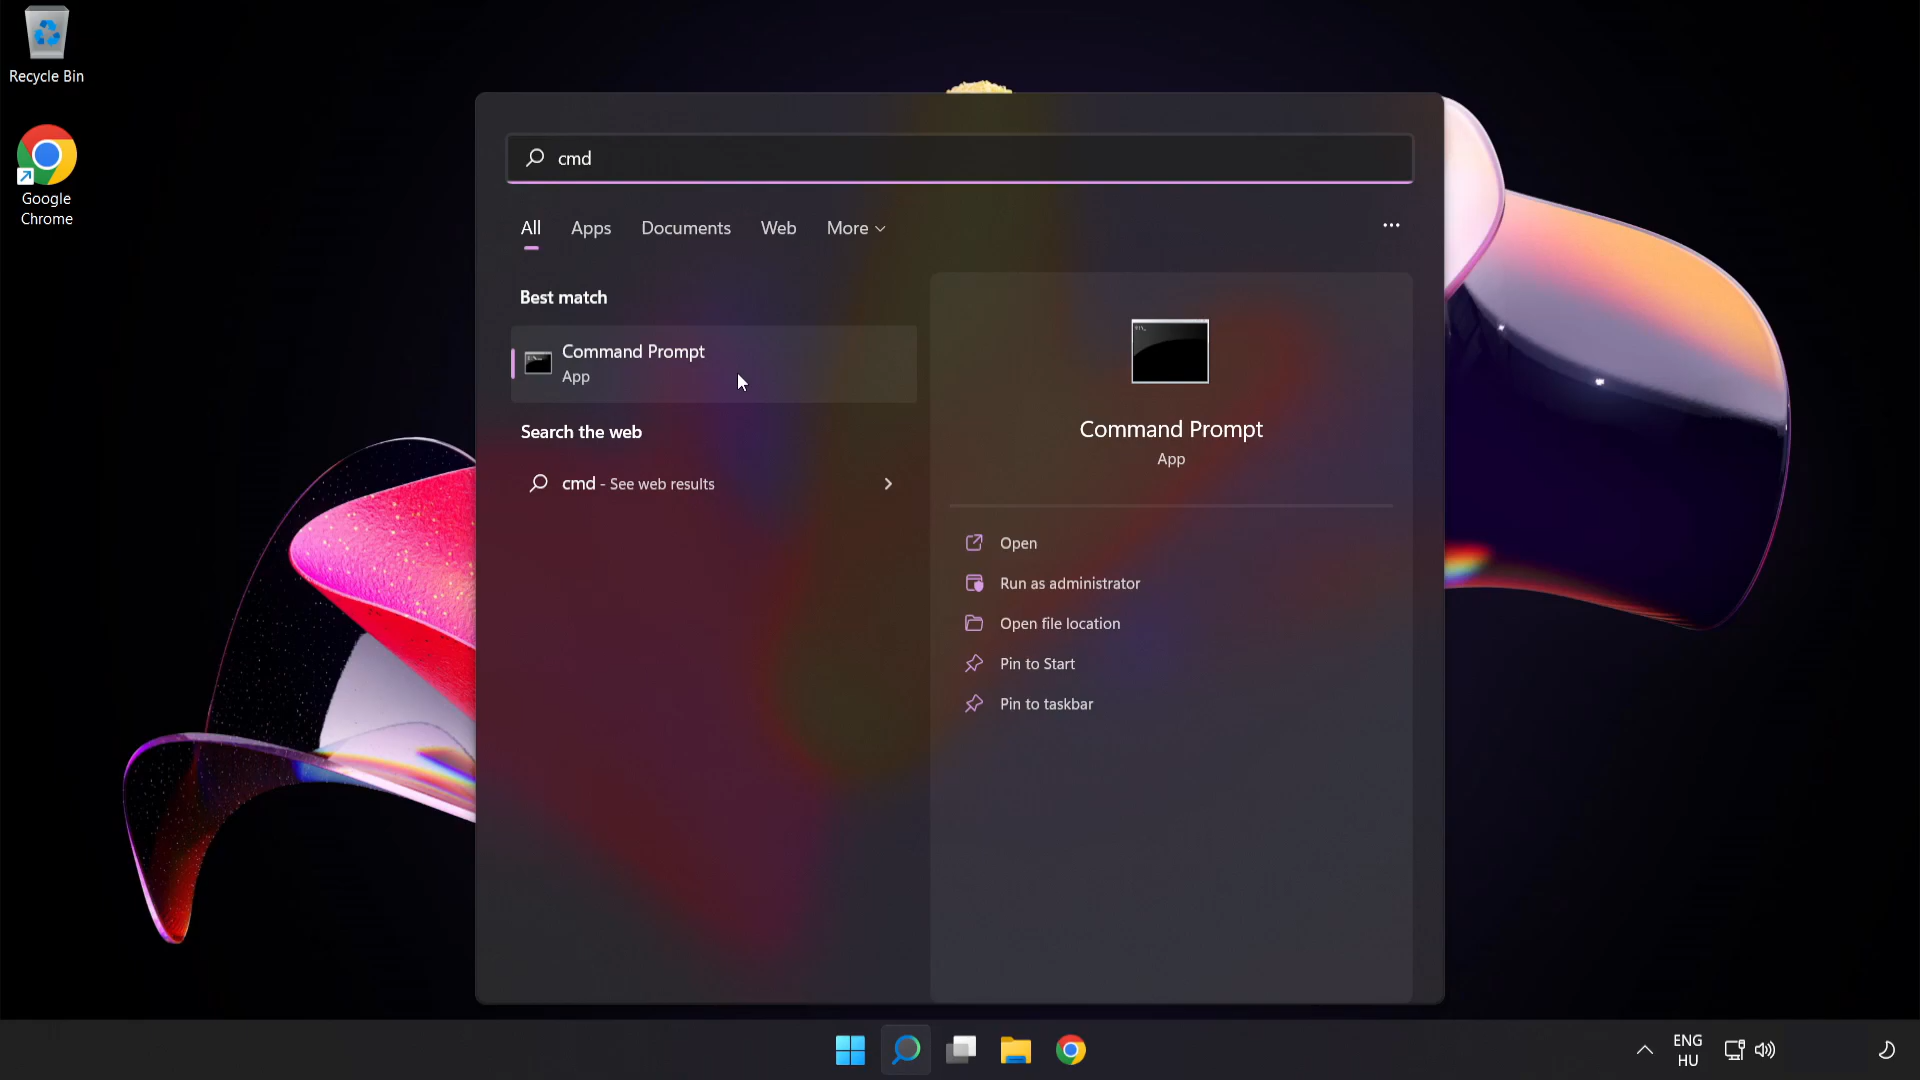 Recycle Bin
Google
Chrome
cmd
All Apps Documents Web More
Best match
Command Prompt
App
Search the web
cmd - See web results
Command Prompt
App
Open
Run as administrator
Open file location
Pin to Start
Pin to taskbar
ENG
HU